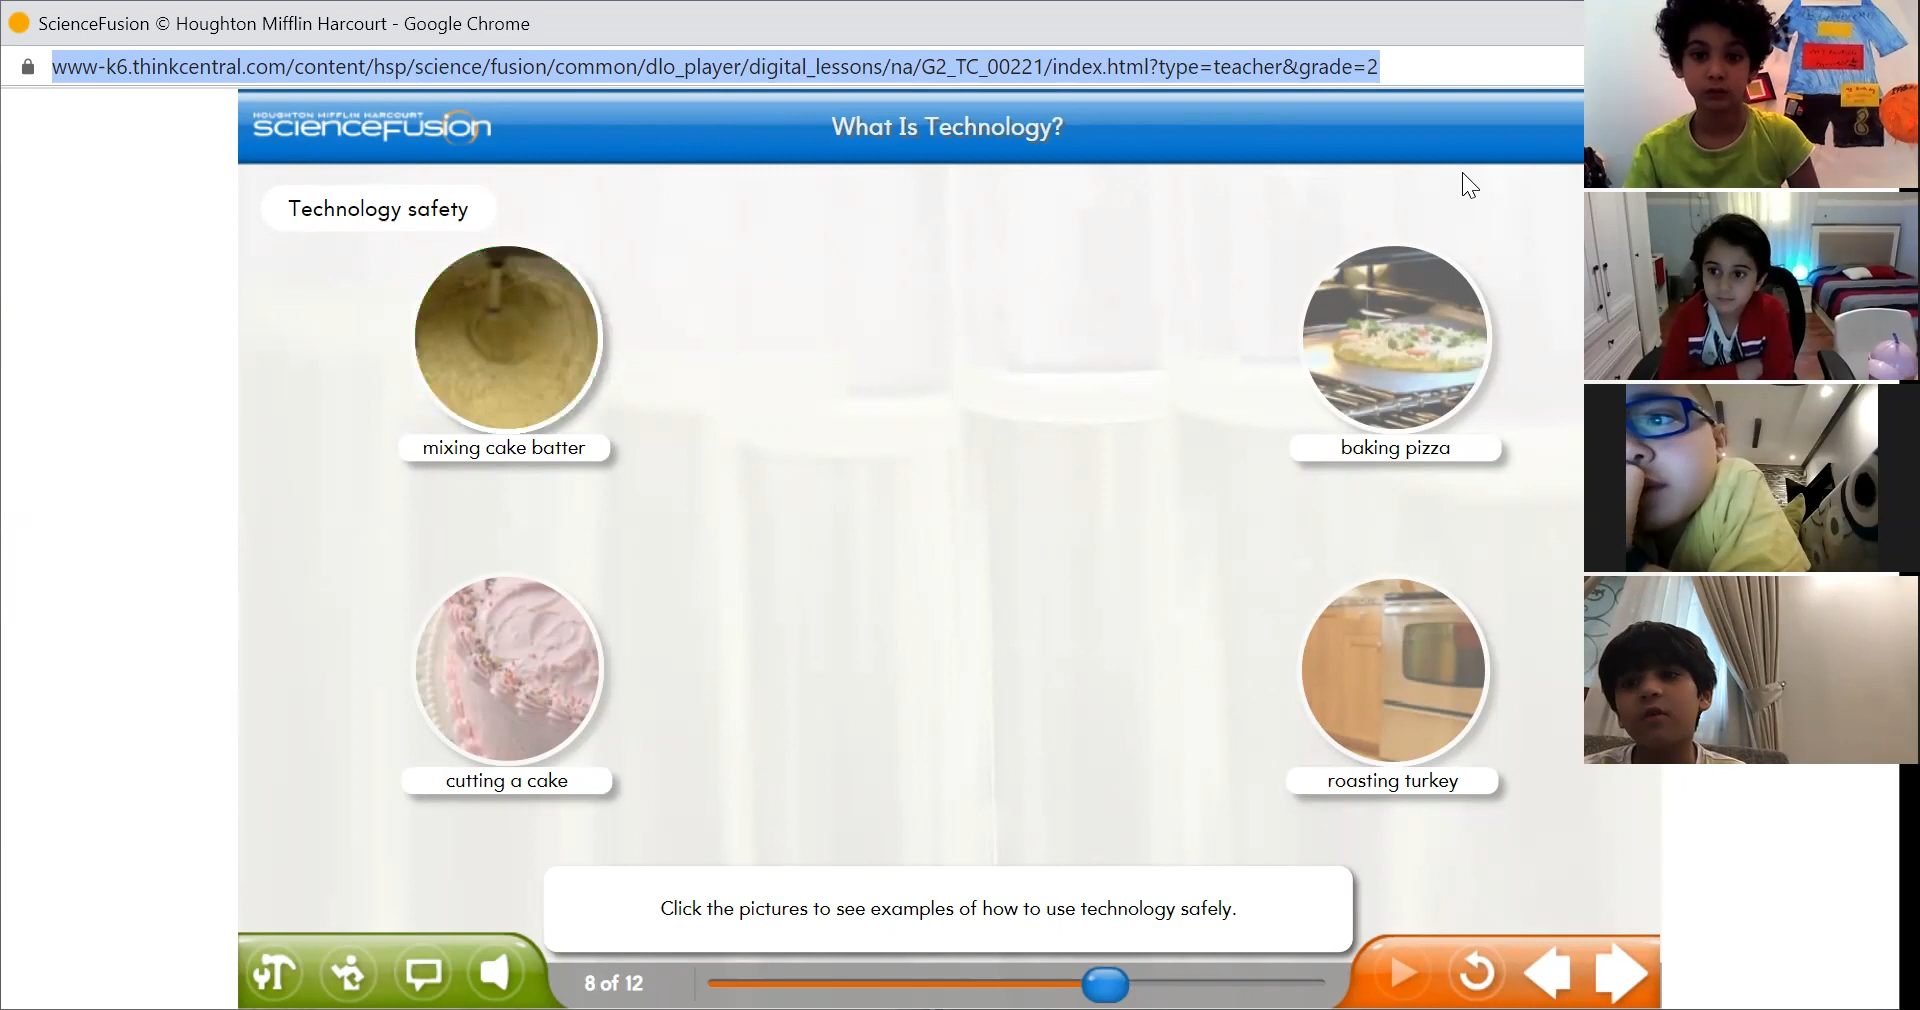 ScienceFusion © Houghton Mifflin Harcourt - Google Chrome
www-k6.thinkcentral.com/content/hsp/science/fusion/common/dlo_player/digital_lessons/na/G2_TC_00221/index.html?type=teacher&grade=2
HOUGHTON MIFFLIN HARCOURT
scienceFusion
What Is Technology?
Technology safety
mixing cake batter
baking pizza
cutting a cake
roasting turkey
Click the pictures to see examples of how to use technology safely.
8 of 12
8